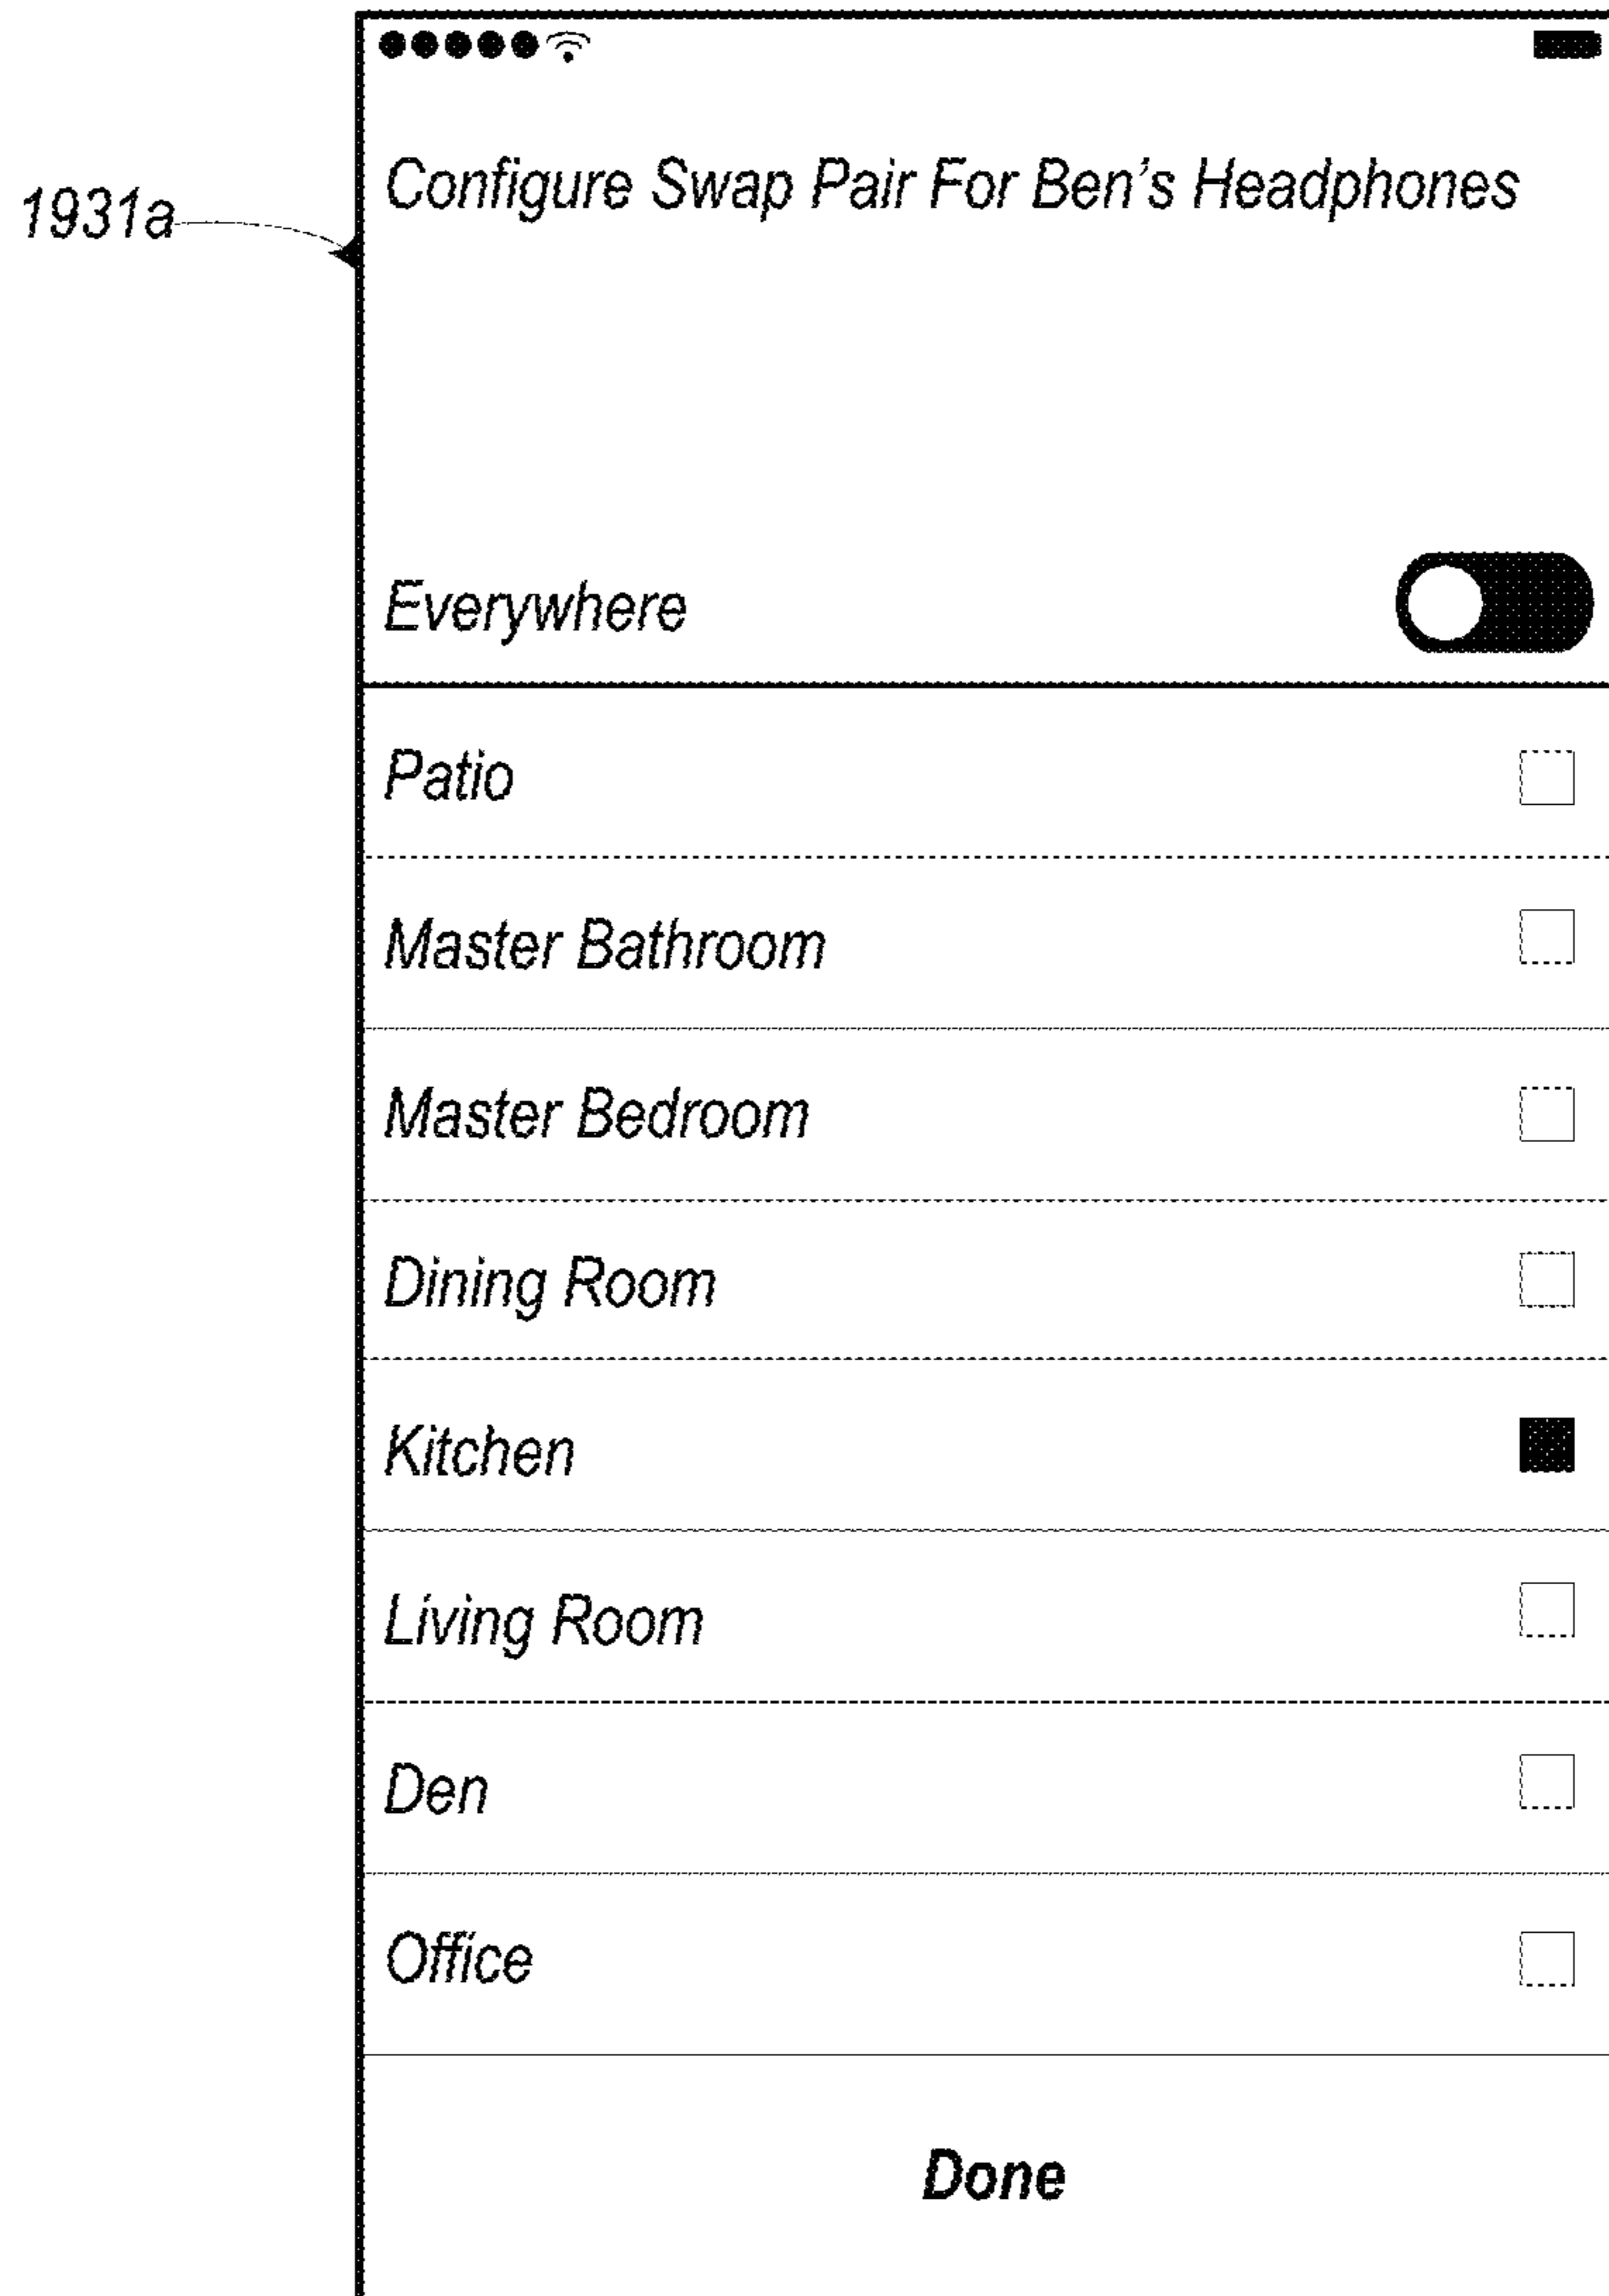 1931a
Configure Swap Pair For Ben's Headphones
Everywhere
Patio
Master Bathroom
Master Bedroom
Dining Room
Kitchen
Living Room
Den
Office
Done